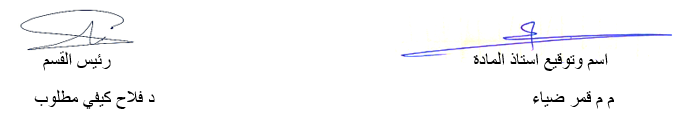 اسم وتوقيع استاذ المادة رئيس القسم
م م قمر ضياء د فلاح كيفي مطلوب